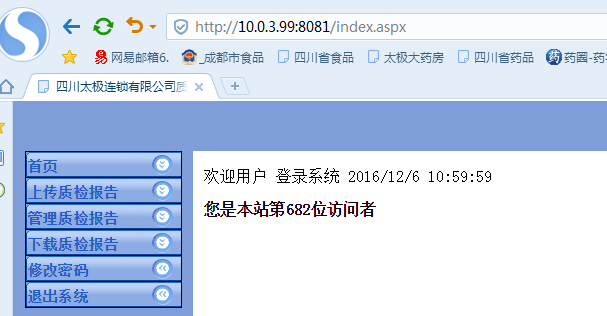 http://10.0.3.99:8081/index.aspx
网易邮箱6. _成都市食品 四川省食品 太极大药房 四川省药品 药圈-药学
四川太极连锁有限公司质
首页
上传质检报告
管理质检报告
下载质检报告
修改密码
退出系统
欢迎用户 登录系统 2016/12/6 10:59:59
您是本站第682位访问者